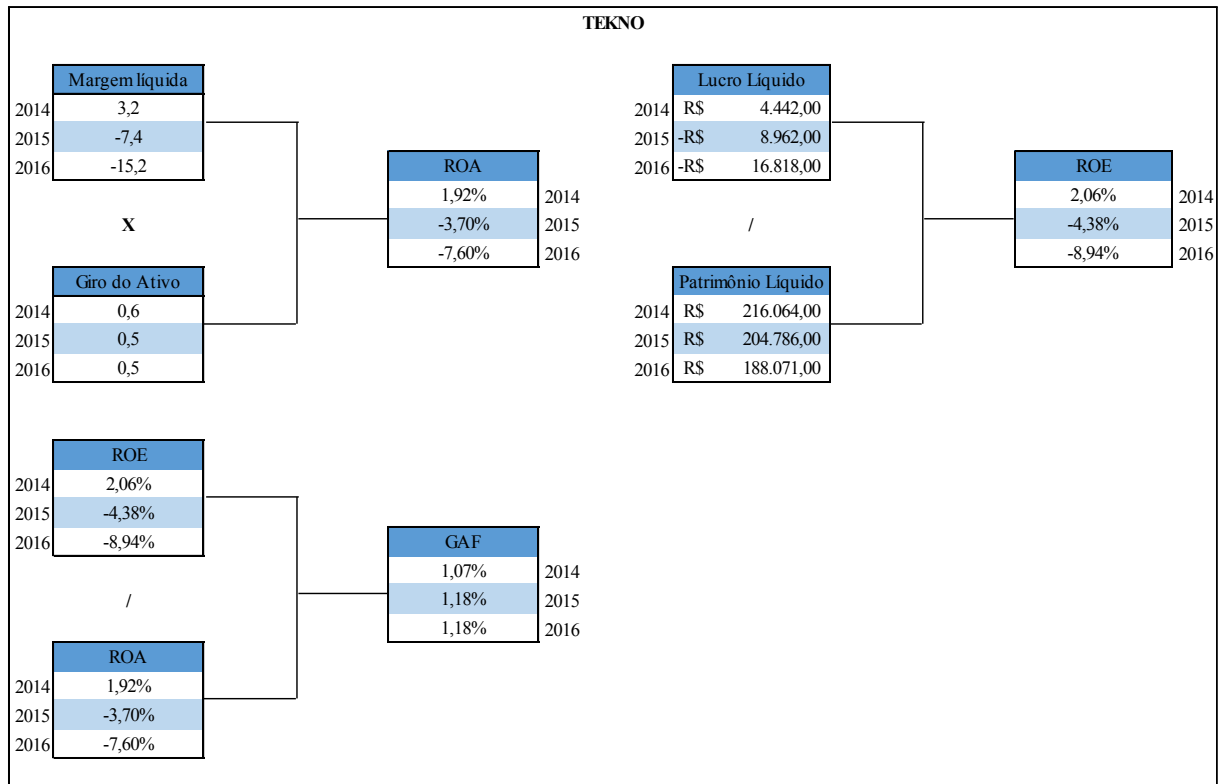 TEKNO
Margem líquida
2014 3,2
2015 -7,4
2016 -15,2
X
Giro do Ativo
2014 0,6
2015 0,5
2016 0,5
ROA
1,92% 2014
-3,70% 2015
-7,60% 2016
Lucro Líquido
2014 R$ 4.442,00
2015 -R$ 8.962,00
2016 -R$ 16.818,00
/
Patrimônio Líquido
2014 R$ 216.064,00
2015 R$ 204.786,00
2016 R$ 188.071,00
ROE
2,06% 2014
-4,38% 2015
-8,94% 2016
ROE
2014 2,06%
2015 -4,38%
2016 -8,94%
/
ROA
2014 1,92%
2015 -3,70%
2016 -7,60%
GAF
1,07% 2014
1,18% 2015
1,18% 2016